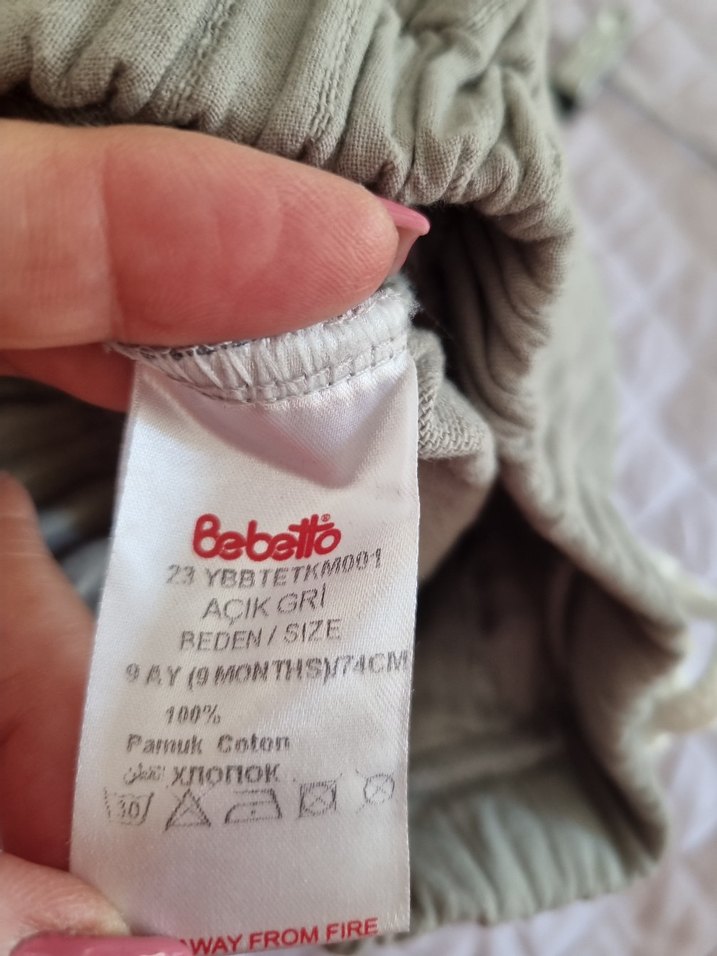 Bebetto®
23 YBBTETKM001
AÇIK GRİ
BEDEN / SIZE
9 AY (9 MONTHS)/74CM
100%
Pamuk Coton
القطن ХЛОПОК
30
AWAY FROM FIRE